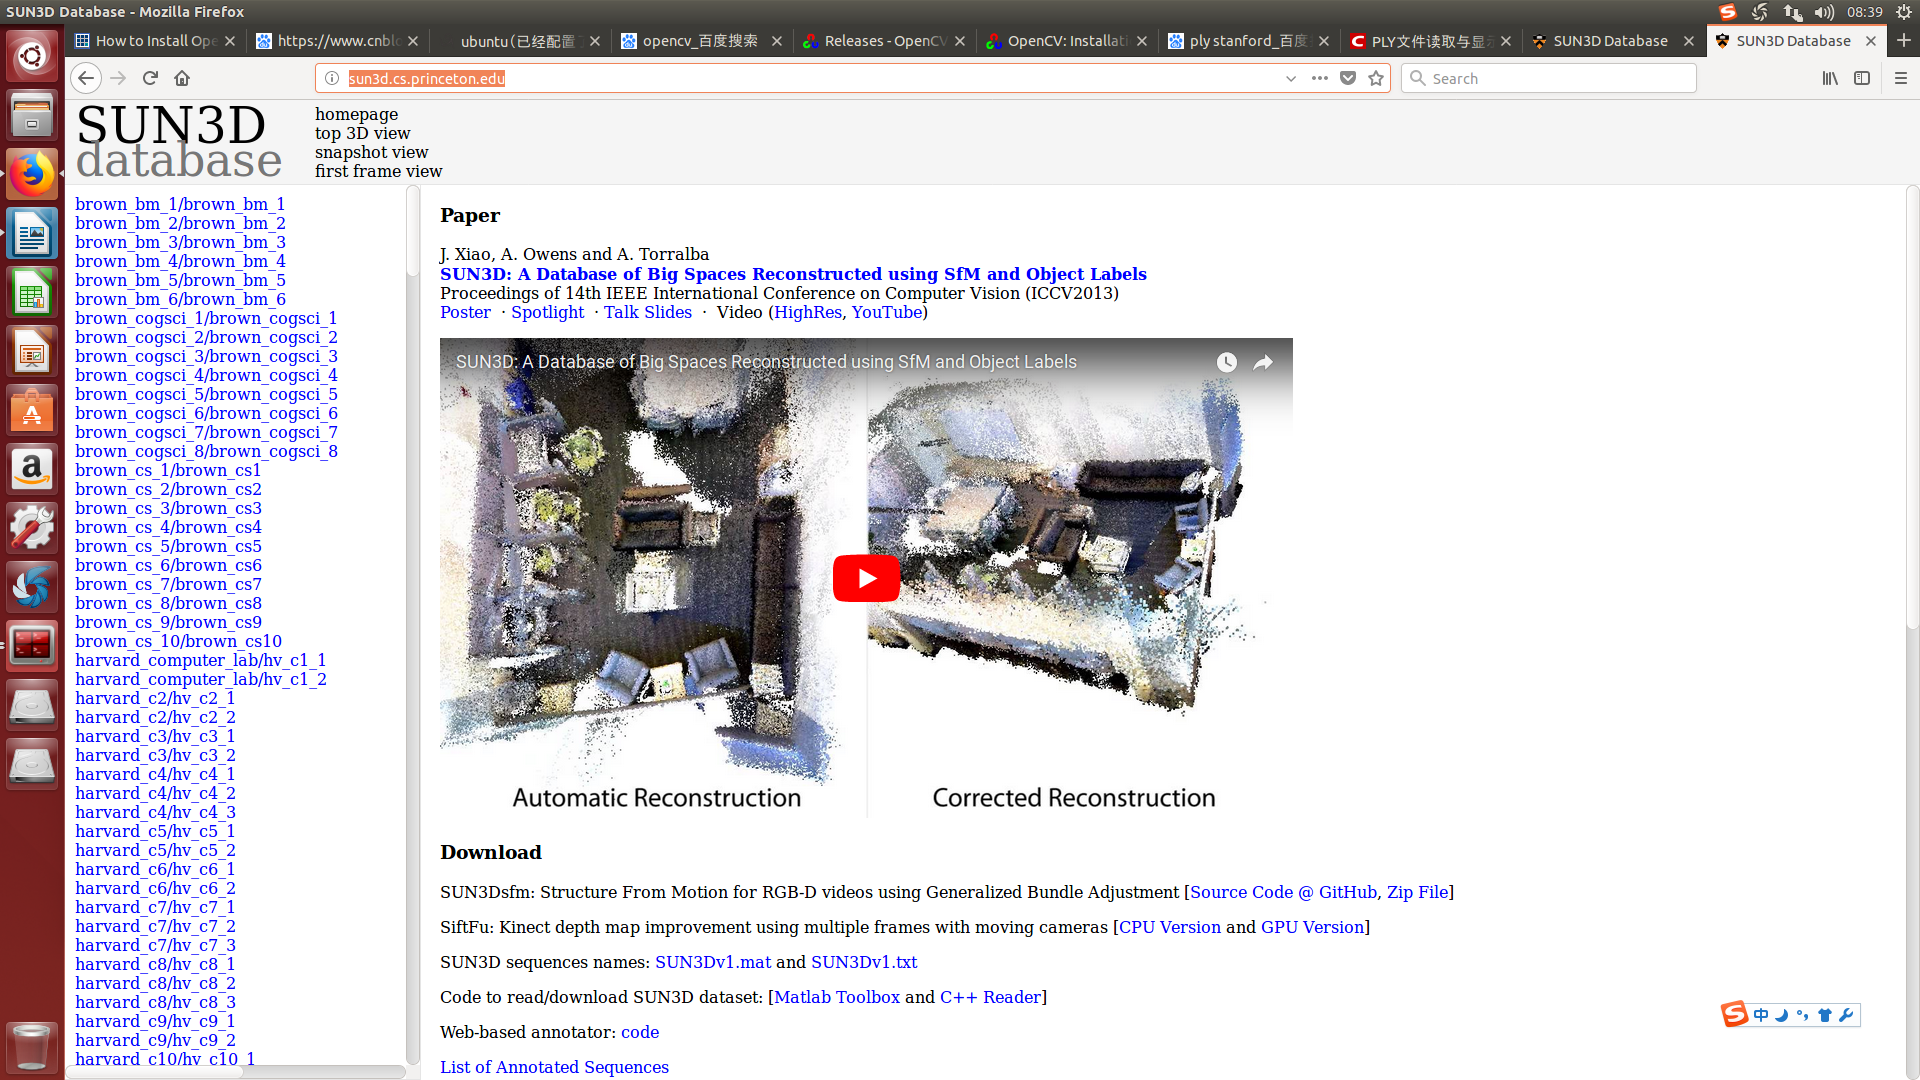 SUN3D Database - Mozilla Firefox
08:39
How to Install Ope
https://www.cnblo
ubuntu(已经配置了
opencv_百度搜索
Releases - OpenCV
OpenCV: Installati
ply stanford_百度
PLY文件读取与显示
SUN3D Database
SUN3D Database
sun3d.cs.princeton.edu
Search
SUN3D
database
homepage
top 3D view
snapshot view
first frame view
brown_bm_1/brown_bm_1
brown_bm_2/brown_bm_2
brown_bm_3/brown_bm_3
brown_bm_4/brown_bm_4
brown_bm_5/brown_bm_5
brown_bm_6/brown_bm_6
brown_cogsci_1/brown_cogsci_1
brown_cogsci_2/brown_cogsci_2
brown_cogsci_3/brown_cogsci_3
brown_cogsci_4/brown_cogsci_4
brown_cogsci_5/brown_cogsci_5
brown_cogsci_6/brown_cogsci_6
brown_cogsci_7/brown_cogsci_7
brown_cogsci_8/brown_cogsci_8
brown_cs_1/brown_cs1
brown_cs_2/brown_cs2
brown_cs_3/brown_cs3
brown_cs_4/brown_cs4
brown_cs_5/brown_cs5
brown_cs_6/brown_cs6
brown_cs_7/brown_cs7
brown_cs_8/brown_cs8
brown_cs_9/brown_cs9
brown_cs_10/brown_cs10
harvard_computer_lab/hv_c1_1
harvard_computer_lab/hv_c1_2
harvard_c2/hv_c2_1
harvard_c2/hv_c2_2
harvard_c3/hv_c3_1
harvard_c3/hv_c3_2
harvard_c4/hv_c4_1
harvard_c4/hv_c4_2
harvard_c4/hv_c4_3
harvard_c5/hv_c5_1
harvard_c5/hv_c5_2
harvard_c6/hv_c6_1
harvard_c6/hv_c6_2
harvard_c7/hv_c7_1
harvard_c7/hv_c7_2
harvard_c7/hv_c7_3
harvard_c8/hv_c8_1
harvard_c8/hv_c8_2
harvard_c8/hv_c8_3
harvard_c9/hv_c9_1
harvard_c9/hv_c9_2
harvard_c10/hv_c10_1
Paper
J. Xiao, A. Owens and A. Torralba
SUN3D: A Database of Big Spaces Reconstructed using SfM and Object Labels
Proceedings of 14th IEEE International Conference on Computer Vision (ICCV2013)
Poster · Spotlight · Talk Slides · Video (HighRes, YouTube)
SUN3D: A Database of Big Spaces Reconstructed using SfM and Object Labels
Automatic Reconstruction
Corrected Reconstruction
Download
SUN3Dsfm: Structure From Motion for RGB-D videos using Generalized Bundle Adjustment [Source Code @ GitHub, Zip File]
SiftFu: Kinect depth map improvement using multiple frames with moving cameras [CPU Version and GPU Version]
SUN3D sequences names: SUN3Dv1.mat and SUN3Dv1.txt
Code to read/download SUN3D dataset: [Matlab Toolbox and C++ Reader]
Web-based annotator: code
List of Annotated Sequences
中